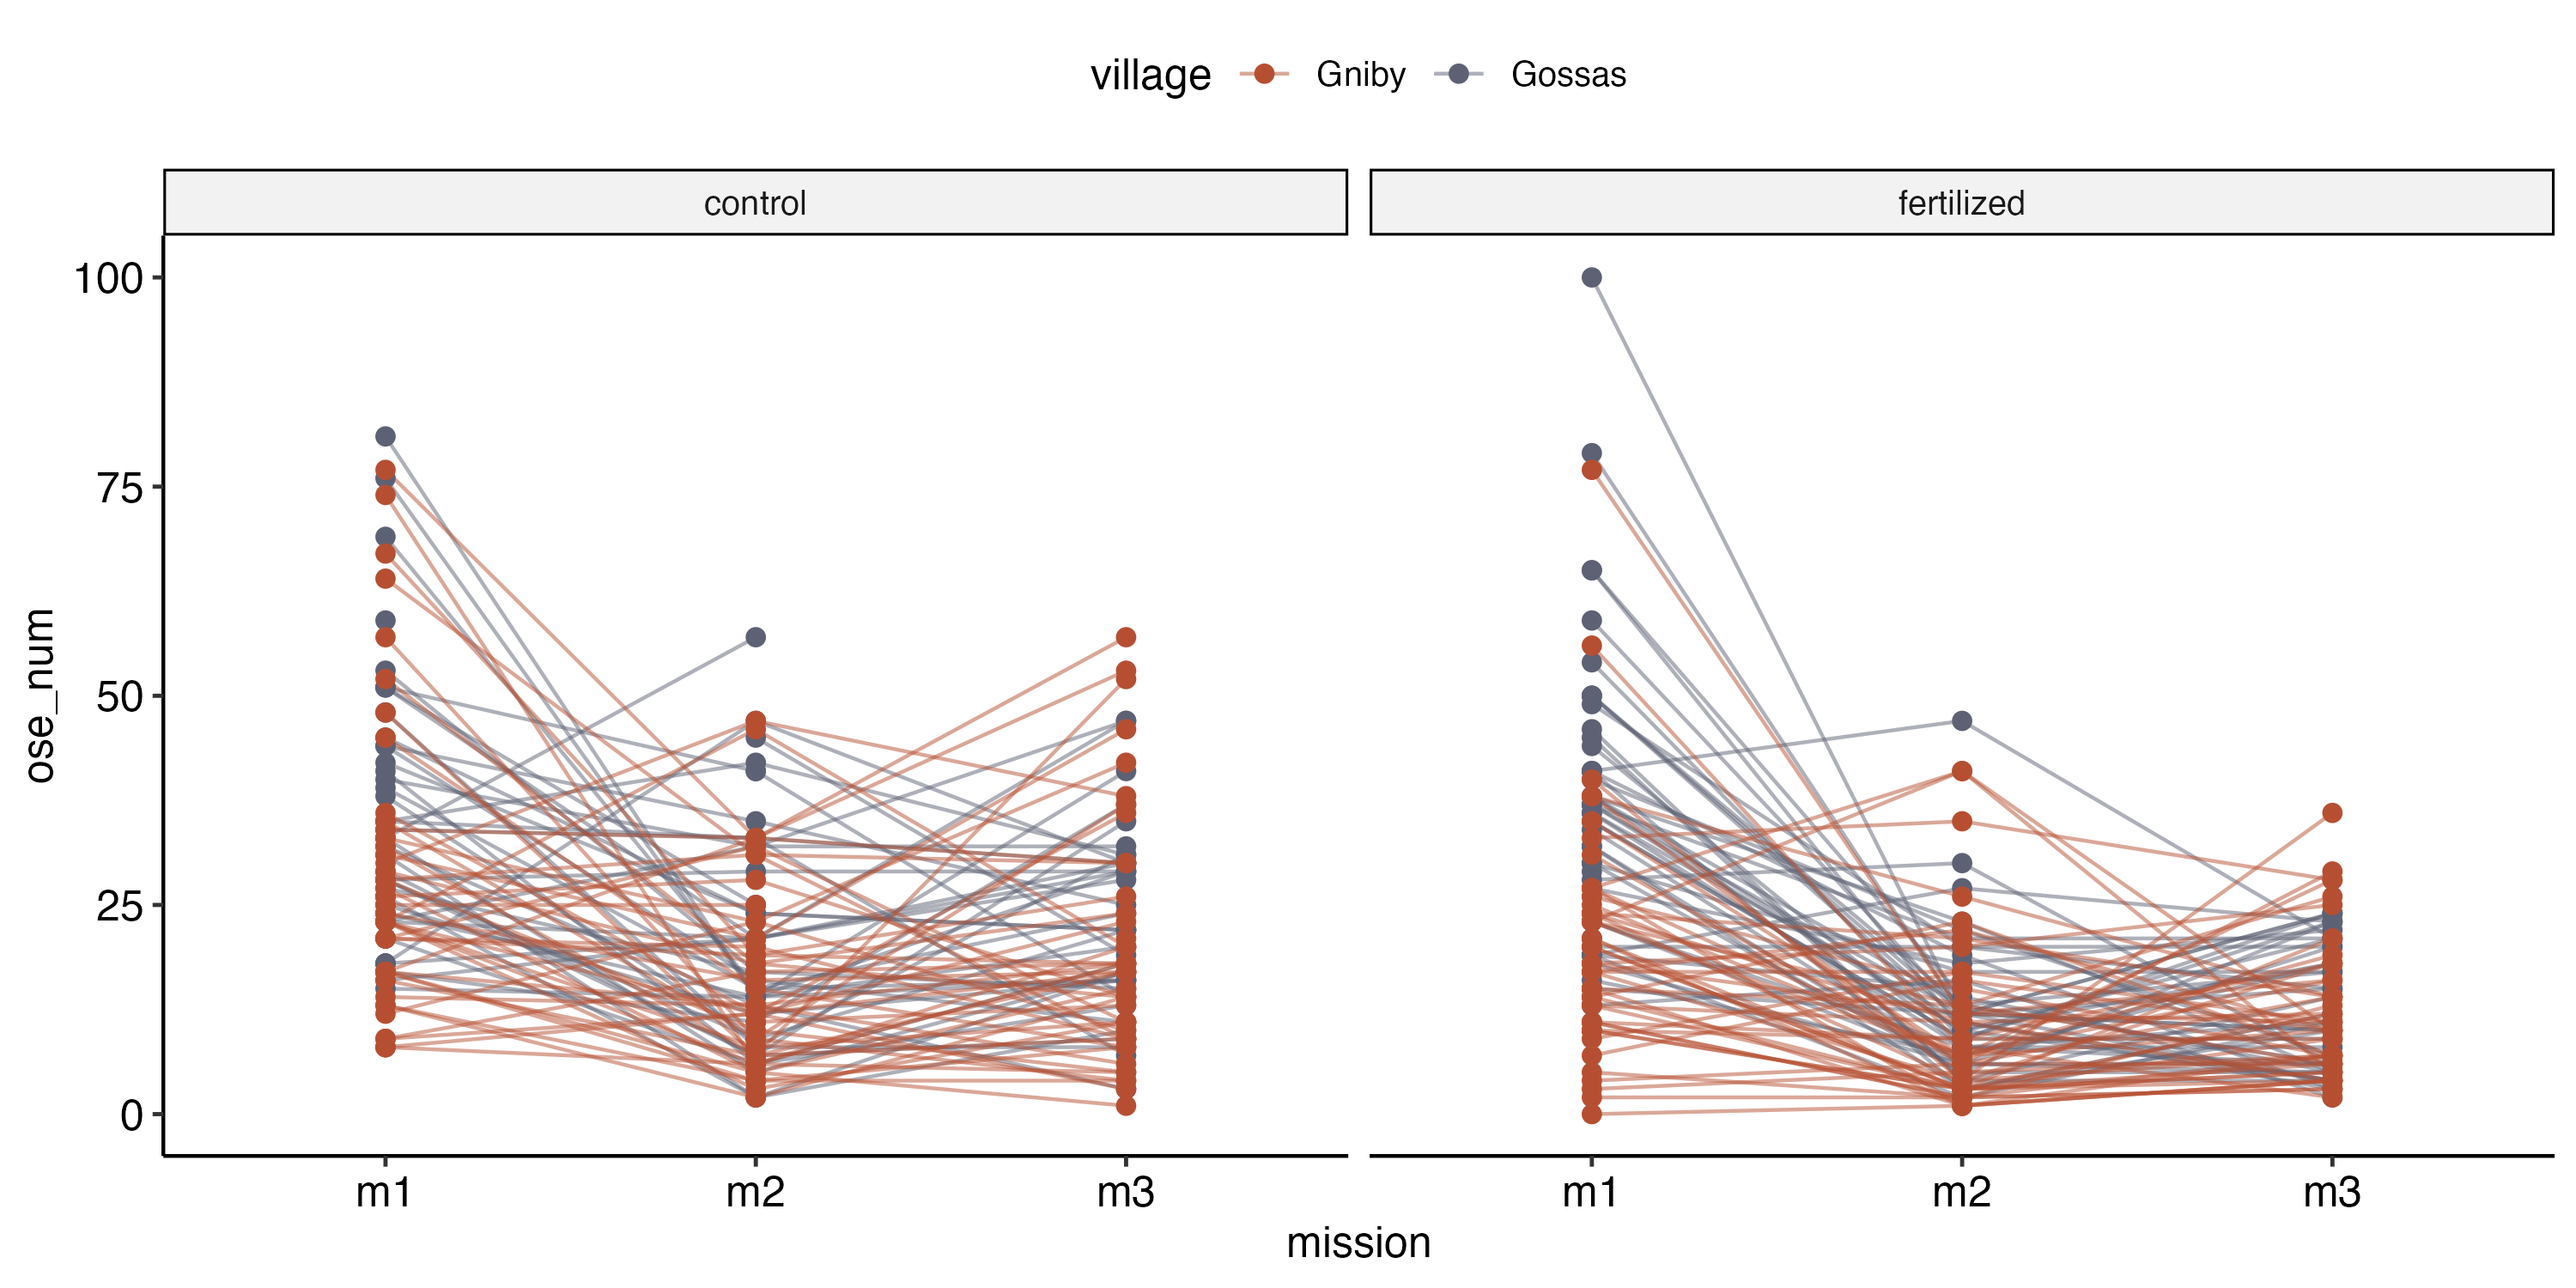 village Gniby Gossas
control fertilized
100
75
50
25
0
ose_num
m1 m2 m3 m1 m2 m3
mission